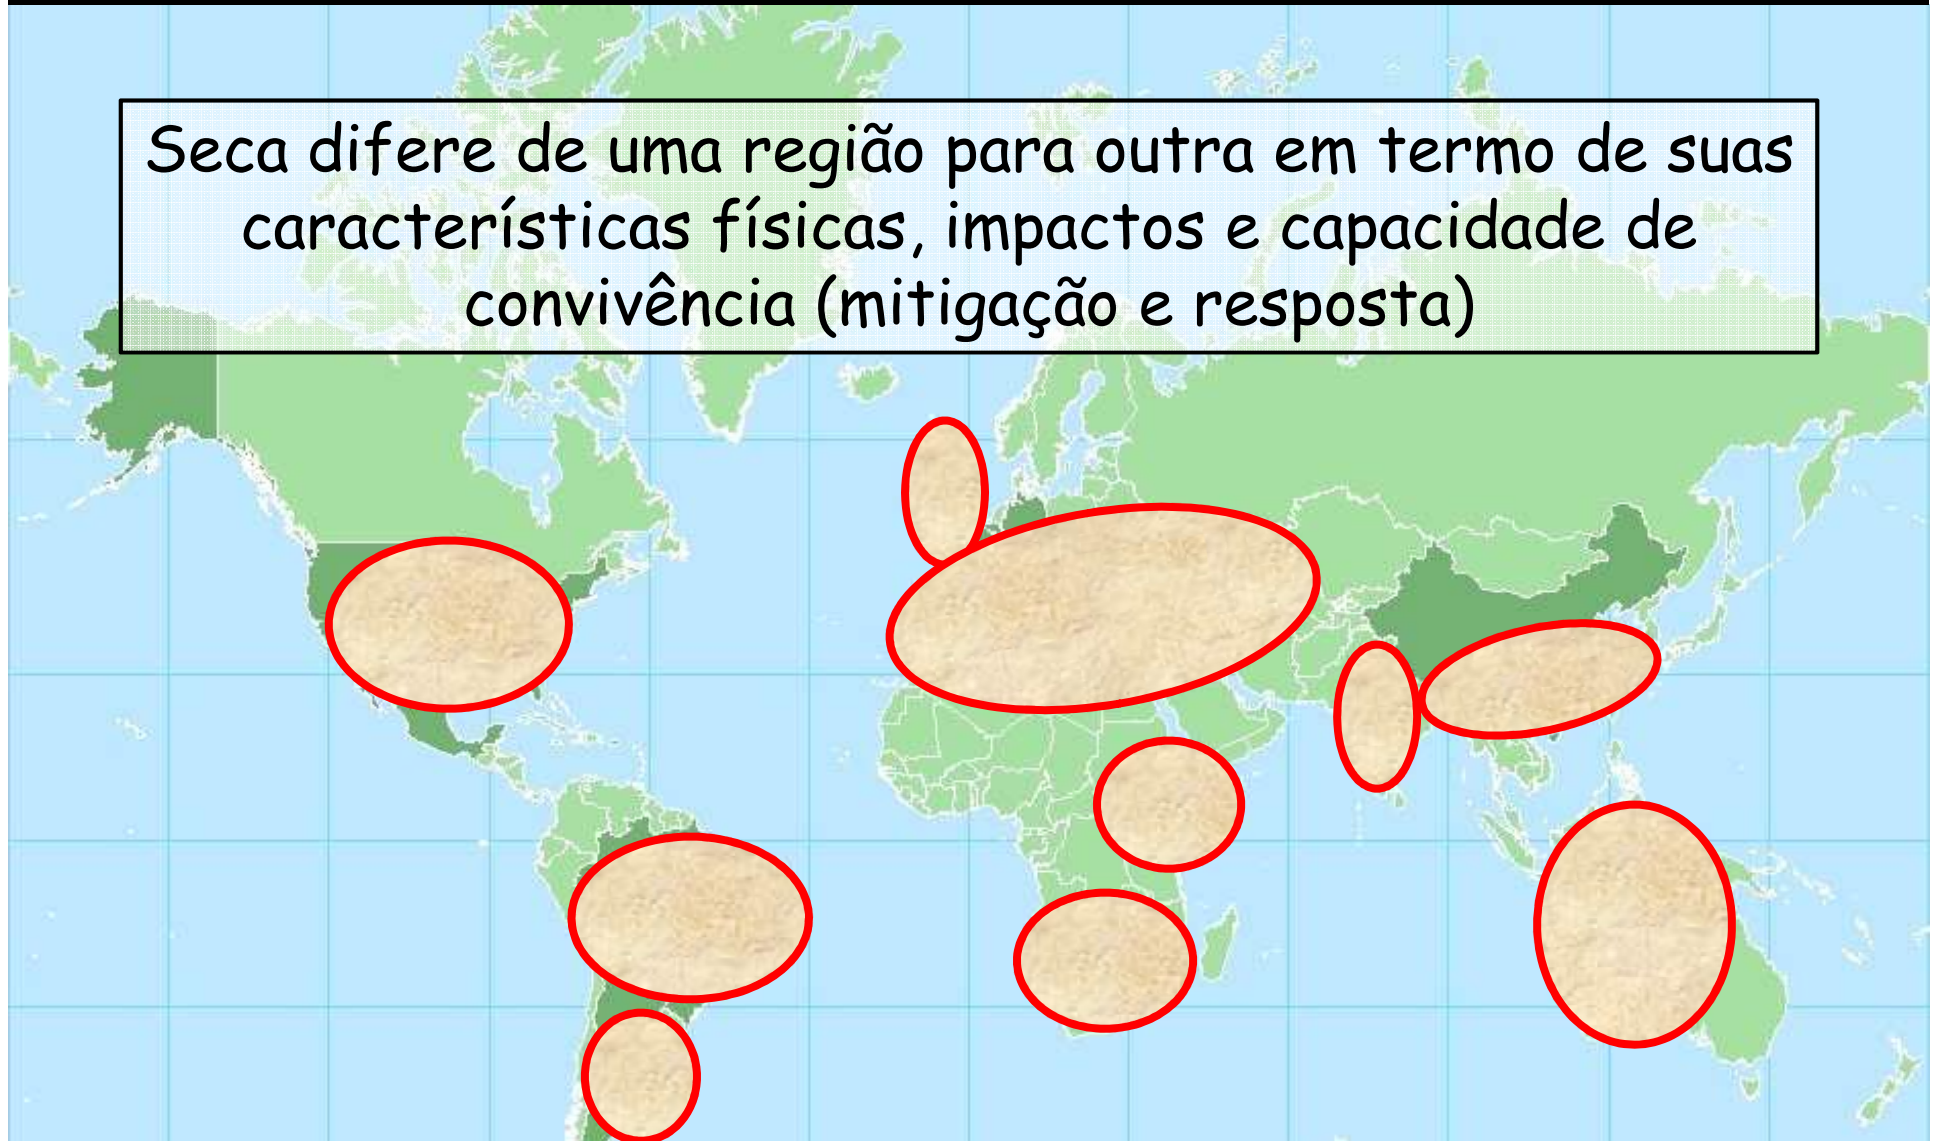 Seca difere de uma região para outra em termo de suas
características físicas, impactos e capacidade de
convivência (mitigação e resposta)